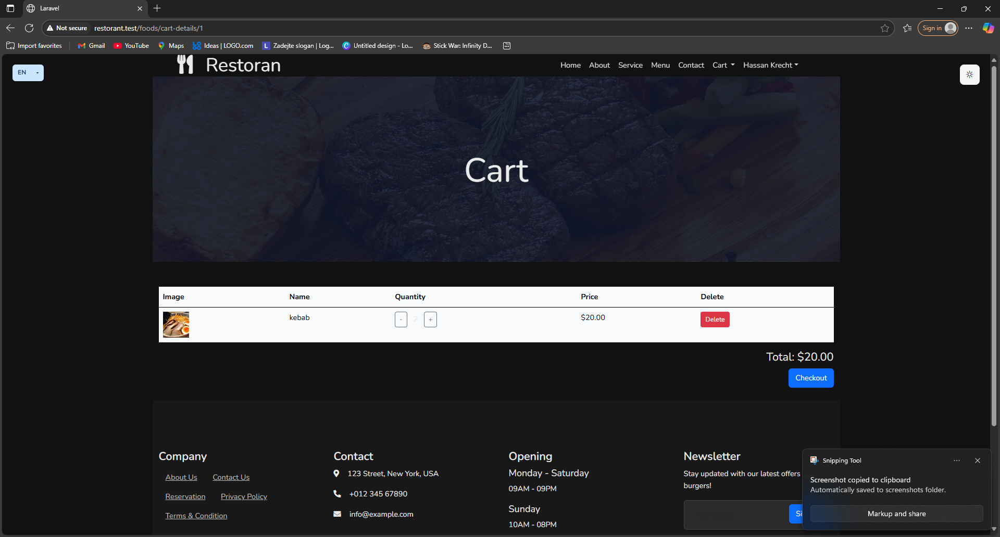 Laravel
Not secure restorant.test/foods/cart-details/1
Sign in
Import favorites Gmail YouTube Maps Ideas | LOGO.com Zadejte slogan | Log... Untitled design - Lo... Stick War: Infinity D...
EN
Restoran
Home About Service Menu Contact Cart Hassan Krecht
Cart
Image Name Quantity Price Delete
kebab - 2 + $20.00 Delete
Total: $20.00
Checkout
Company
About Us Contact Us
Reservation Privacy Policy
Terms & Condition
Contact
123 Street, New York, USA
+012 345 67890
info@example.com
Opening
Monday - Saturday
09AM - 09PM
Sunday
10AM - 08PM
Newsletter
Stay updated with our latest offers
burgers!
Snipping Tool
Screenshot copied to clipboard
Automatically saved to screenshots folder.
Markup and share